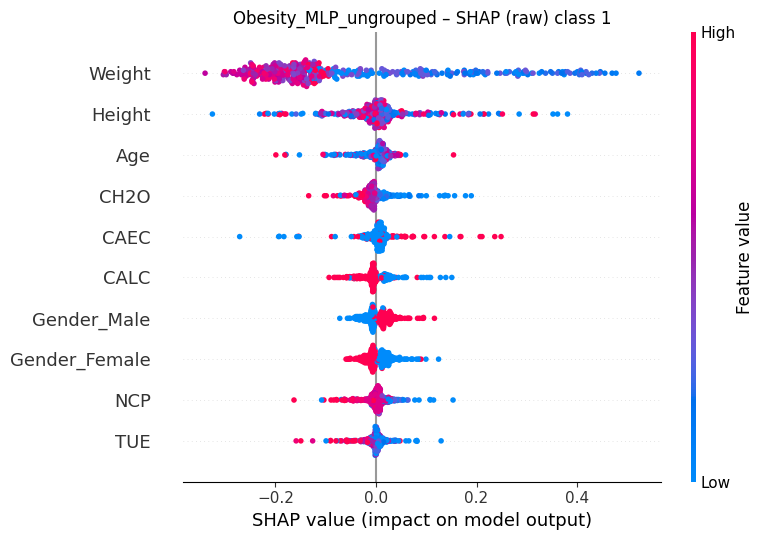 Obesity_MLP_ungrouped – SHAP (raw) class 1
High
Weight
Height
Age
CH2O
CAEC
CALC
Gender_Male
Gender_Female
NCP
TUE
Feature value
Low
−0.2 0.0 0.2 0.4
SHAP value (impact on model output)